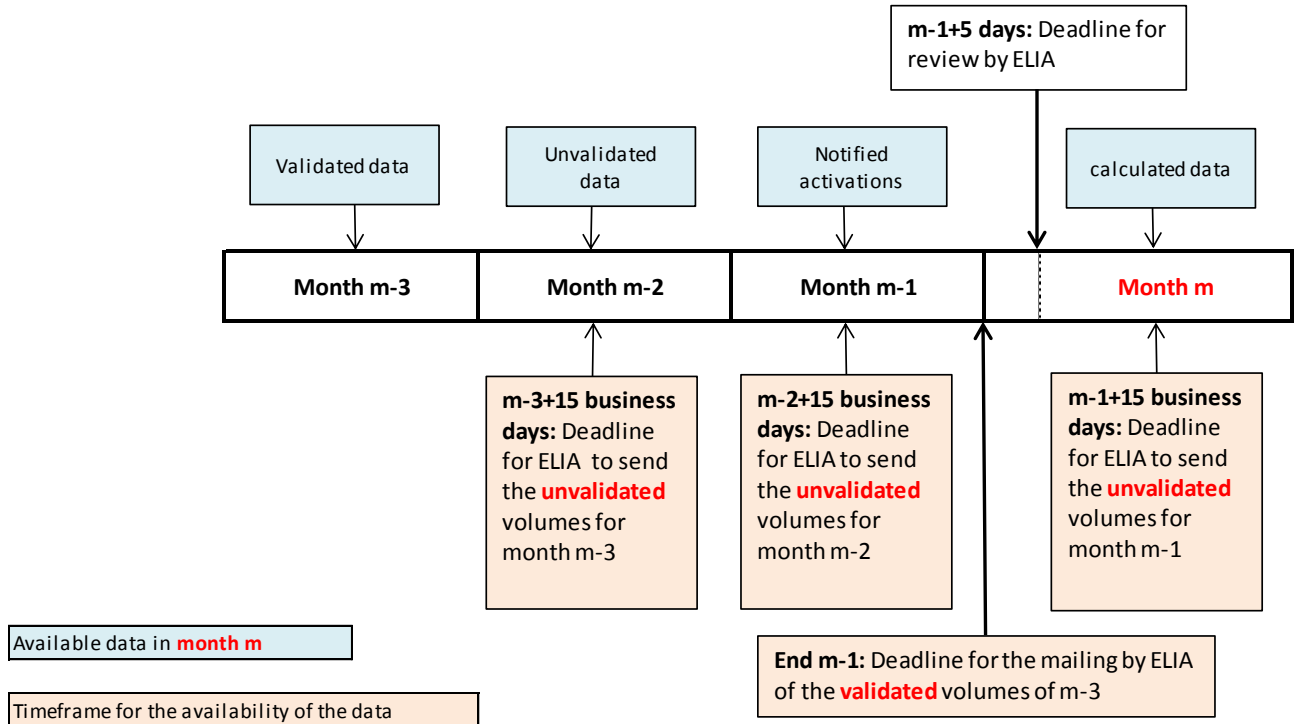 m-1+5 days: Deadline for
review by ELIA
Validated data
Unvalidated
data
Notified
activations
calculated data
Month m-3
Month m-2
Month m-1
Month m
m-3+15 business
days: Deadline
for ELIA to send
the unvalidated
volumes for
month m-3
m-2+15 business
days: Deadline
for ELIA to send
the unvalidated
volumes for
month m-2
m-1+15 business
days: Deadline
for ELIA to send
the unvalidated
volumes for
month m-1
Available data in month m
End m-1: Deadline for the mailing by ELIA
of the validated volumes of m-3
Timeframe for the availability of the data